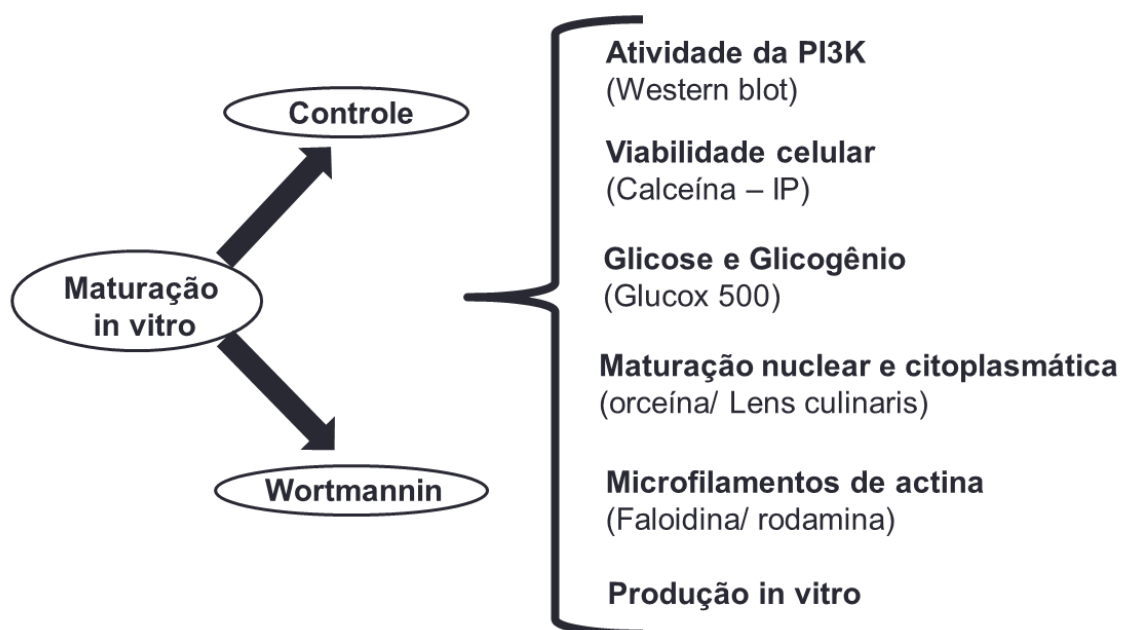 Controle
Maturação
in vitro
Wortmannin
Atividade da PI3K
(Western blot)
Viabilidade celular
(Calceína – IP)
Glicose e Glicogênio
(Glucox 500)
Maturação nuclear e citoplasmática
(orceína/ Lens culinaris)
Microfilamentos de actina
(Faloidina/ rodamina)
Produção in vitro